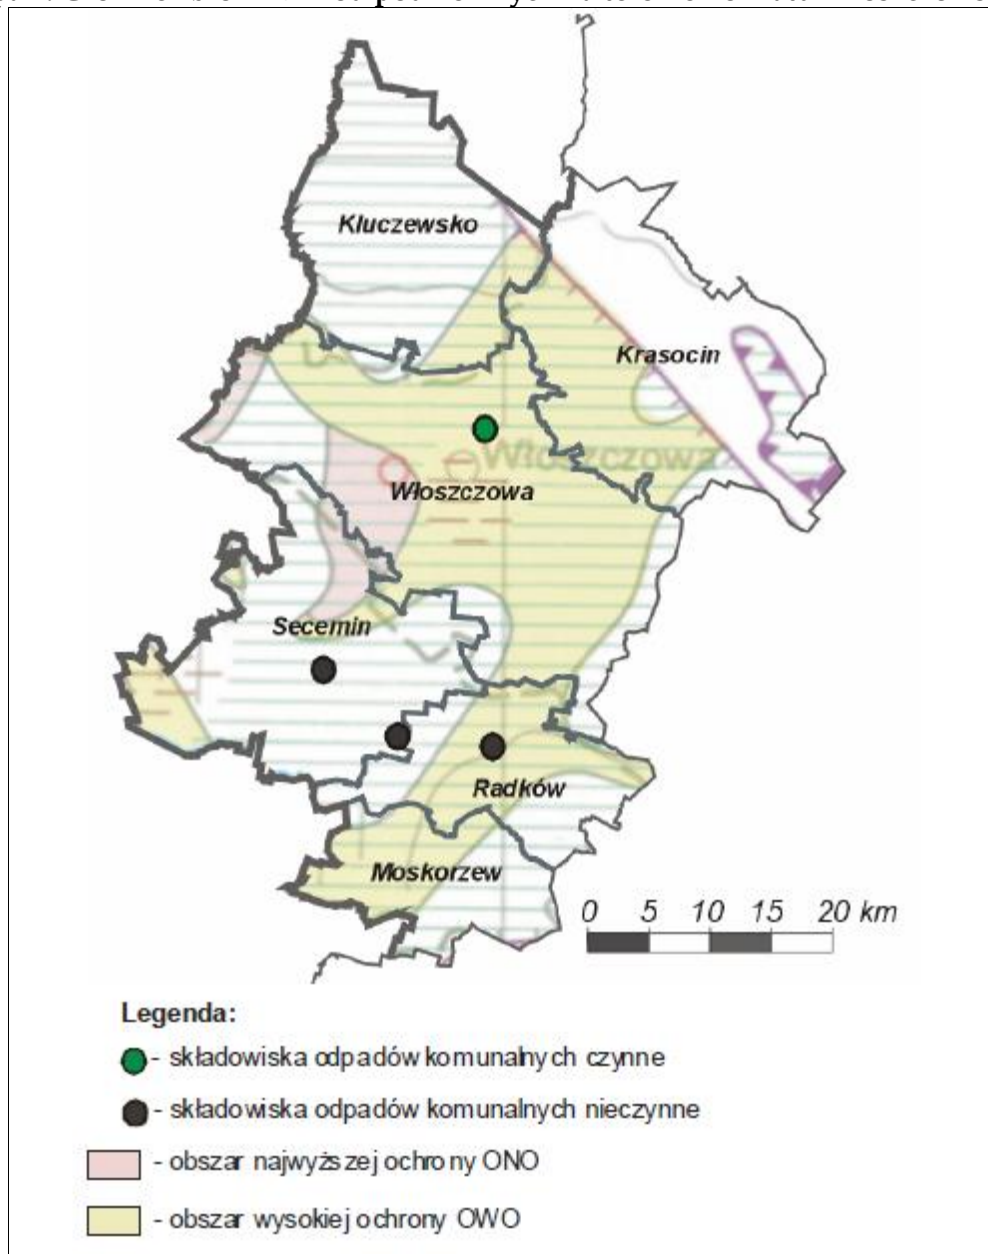 Kluczewsko
Krasocin
Włoszczowa
Włoszczowa
Secemin
Radków
Moskorzew
0 5 10 15 20 km
Legenda:
- składowiska odpadów komunalnych czynne
- składowiska odpadów komunalnych nieczynne
- obszar najwyższej ochrony ONO
- obszar wysokiej ochrony OWO